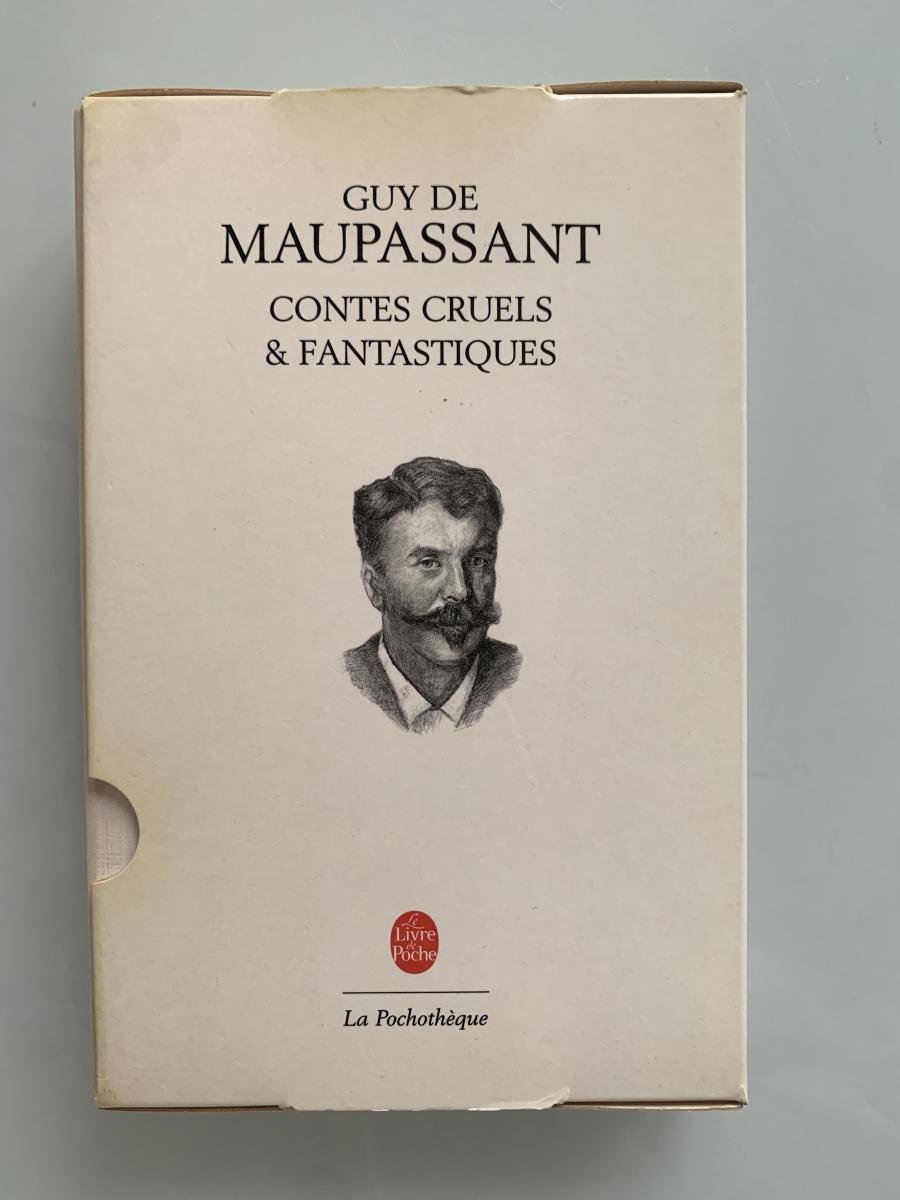 GUY DE
MAUPASSANT
CONTES CRUELS
& FANTASTIQUES
Le
Livre
de
Poche
La Pochothèque